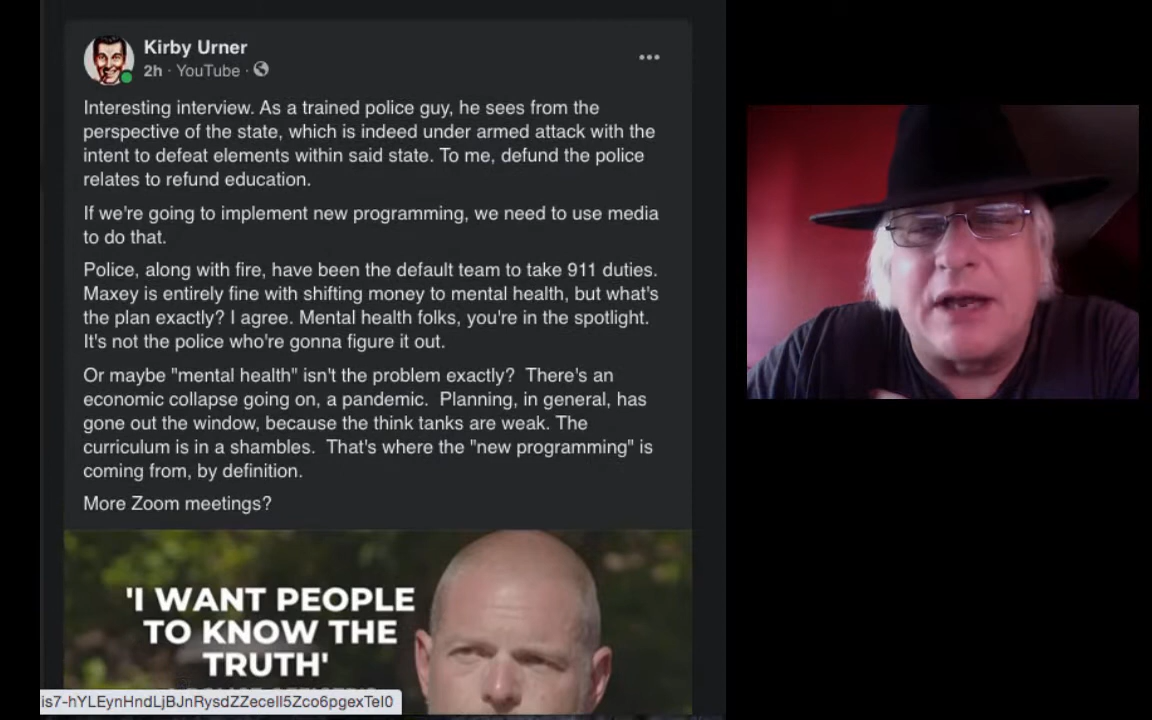 Kirby Urner
2h · YouTube ·
Interesting interview. As a trained police guy, he sees from the
perspective of the state, which is indeed under armed attack with the
intent to defeat elements within said state. To me, defund the police
relates to refund education.
If we're going to implement new programming, we need to use media
to do that.
Police, along with fire, have been the default team to take 911 duties.
Maxey is entirely fine with shifting money to mental health, but what's
the plan exactly? I agree. Mental health folks, you're in the spotlight.
It's not the police who're gonna figure it out.
Or maybe "mental health" isn't the problem exactly?  There's an
economic collapse going on, a pandemic.  Planning, in general, has
gone out the window, because the think tanks are weak. The
curriculum is in a shambles.  That's where the "new programming" is
coming from, by definition.
More Zoom meetings?
'I WANT PEOPLE
TO KNOW THE
TRUTH'